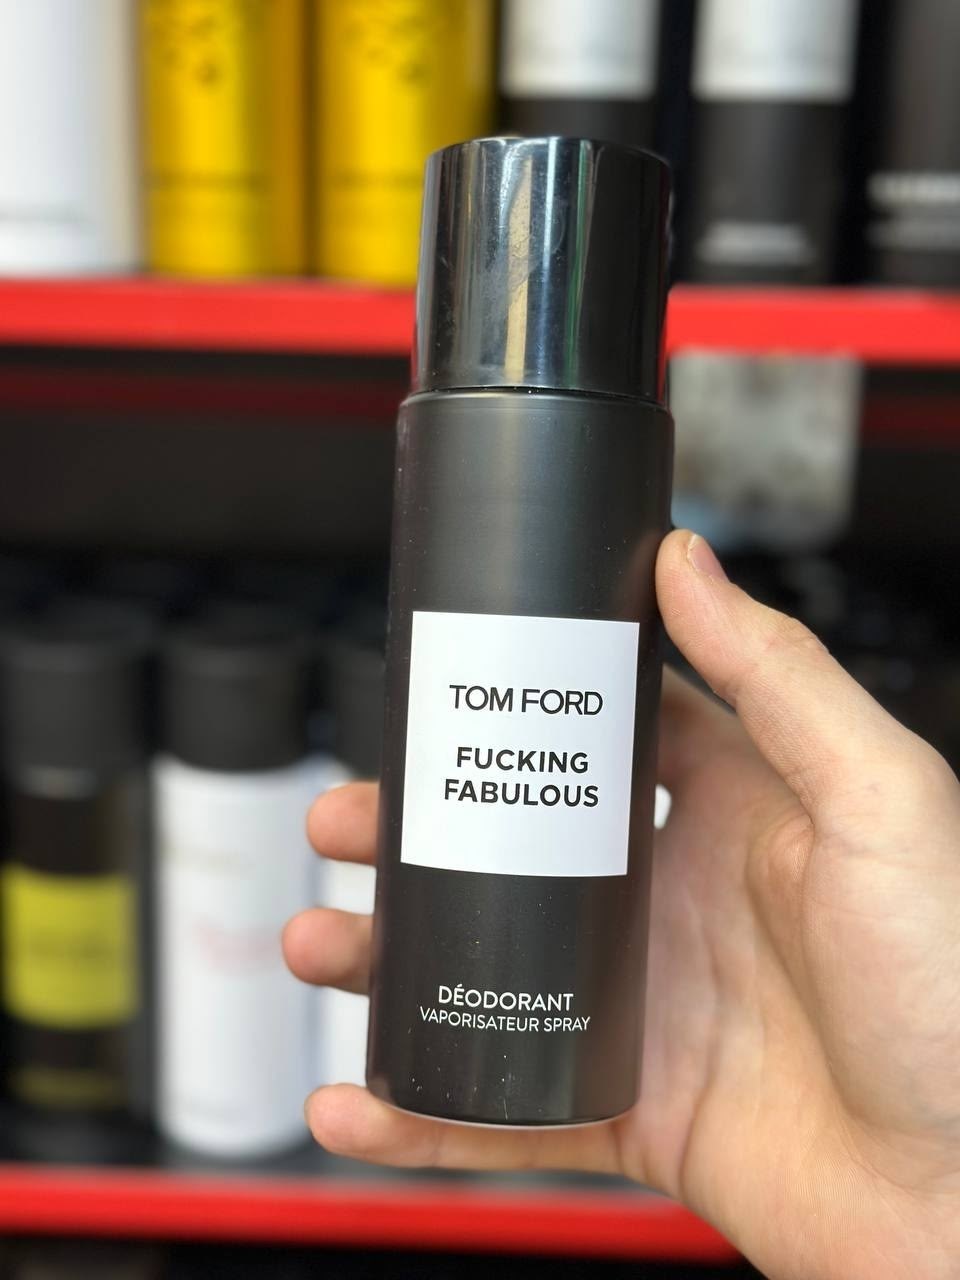 TOM FORD
FUCKING
FABULOUS
DÉODORANT
VAPORISATEUR SPRAY